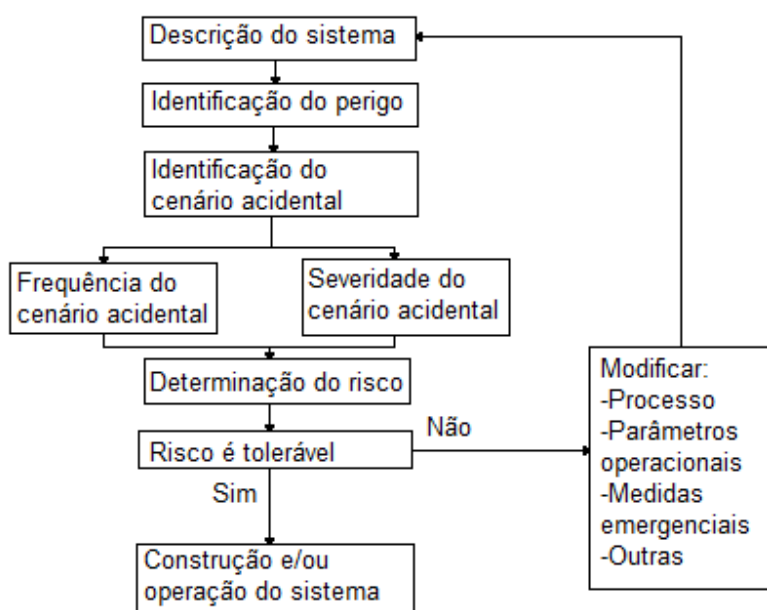 Descrição do sistema
Identificação do perigo
Identificação do
cenário acidental
Frequência do
cenário acidental
Severidade do
cenário acidental
Determinação do risco
Risco é tolerável
Não
Sim
Construção e/ou
operação do sistema
Modificar:
-Processo
-Parâmetros
operacionais
-Medidas
emergenciais
-Outras